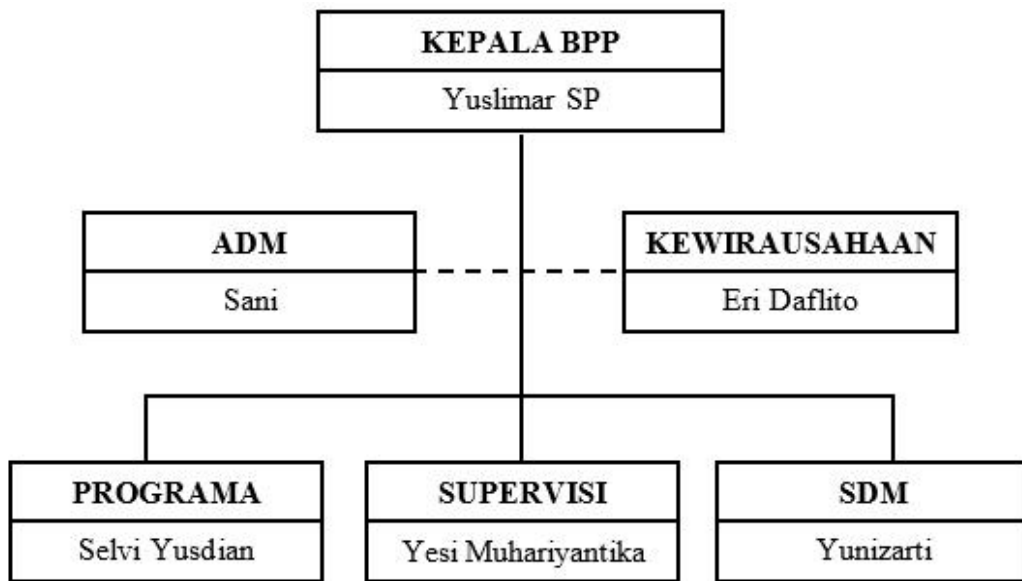 KEPALA BPP
Yuslimar SP
ADM
Sani
KEWIRAUSAHAAN
Eri Daflito
PROGRAMA
Selvi Yusdian
SUPERVISI
Yesi Muhariyantika
SDM
Yunizarti